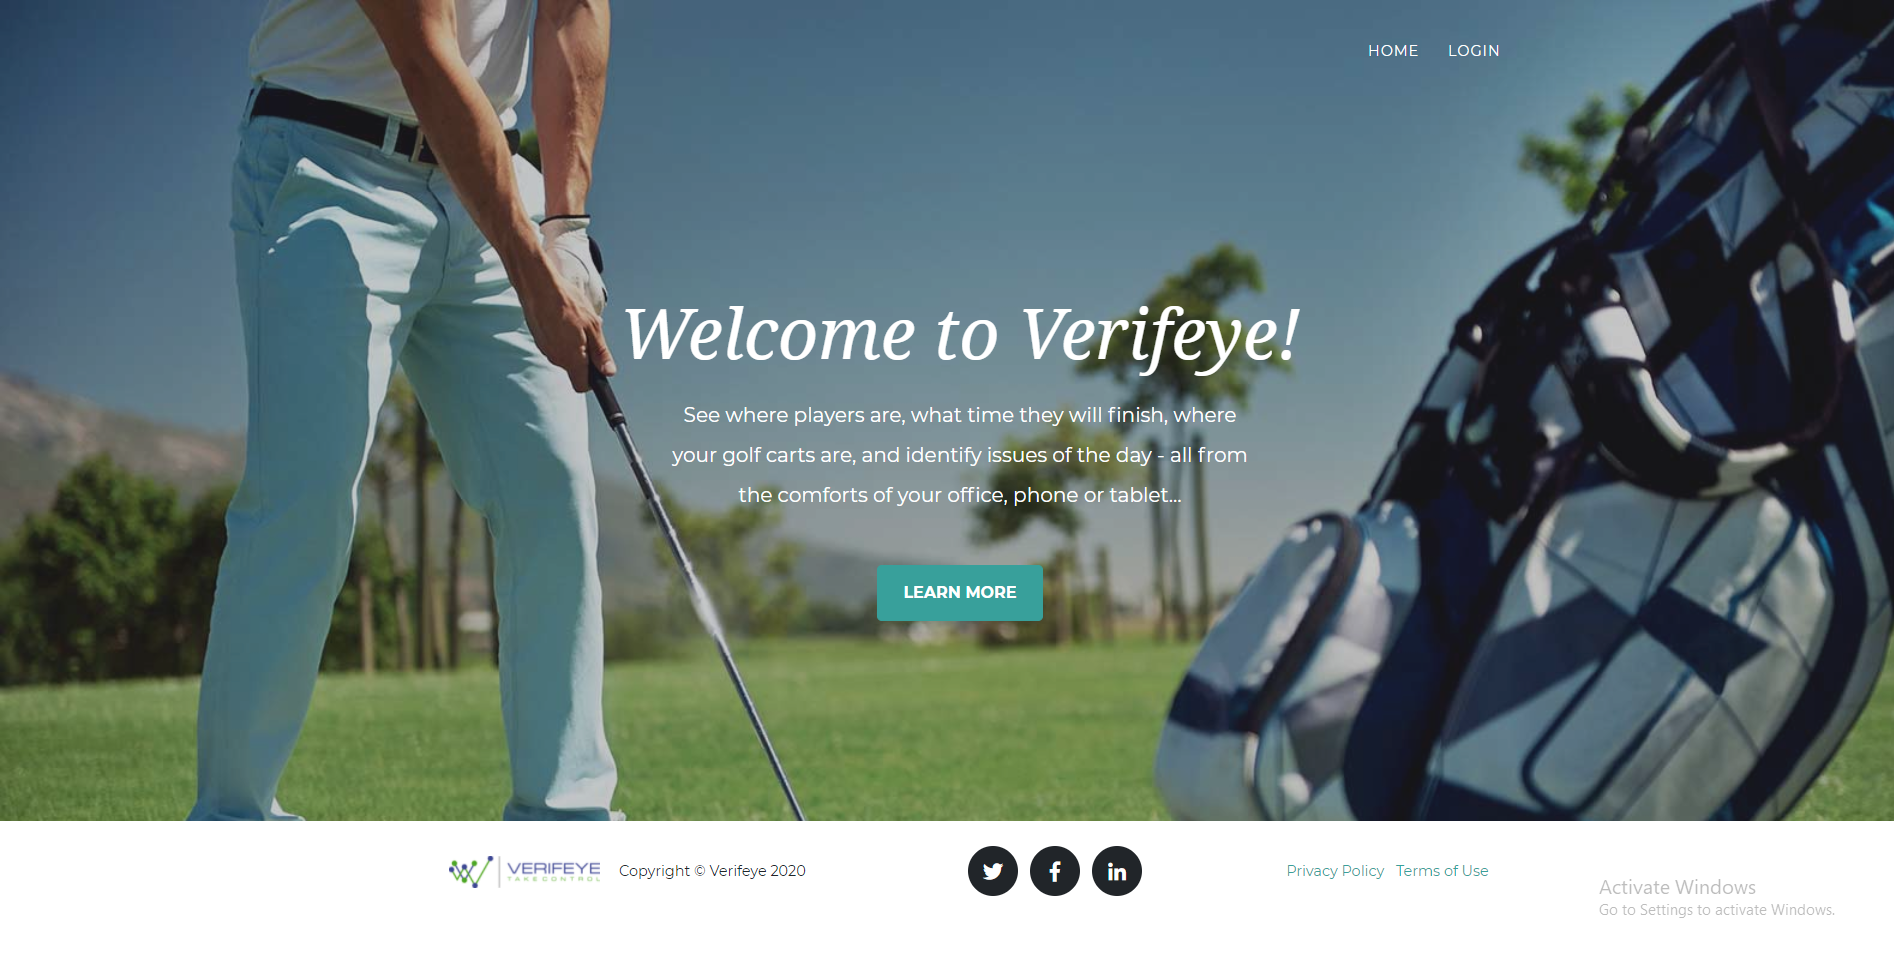 HOME LOGIN
Welcome to Verifeye!
See where players are, what time they will finish, where
your golf carts are, and identify issues of the day - all from
the comforts of your office, phone or tablet...
LEARN MORE
VERIFEYE
TAKE CONTROL
Copyright © Verifeye 2020
Privacy Policy Terms of Use
Activate Windows
Go to Settings to activate Windows.